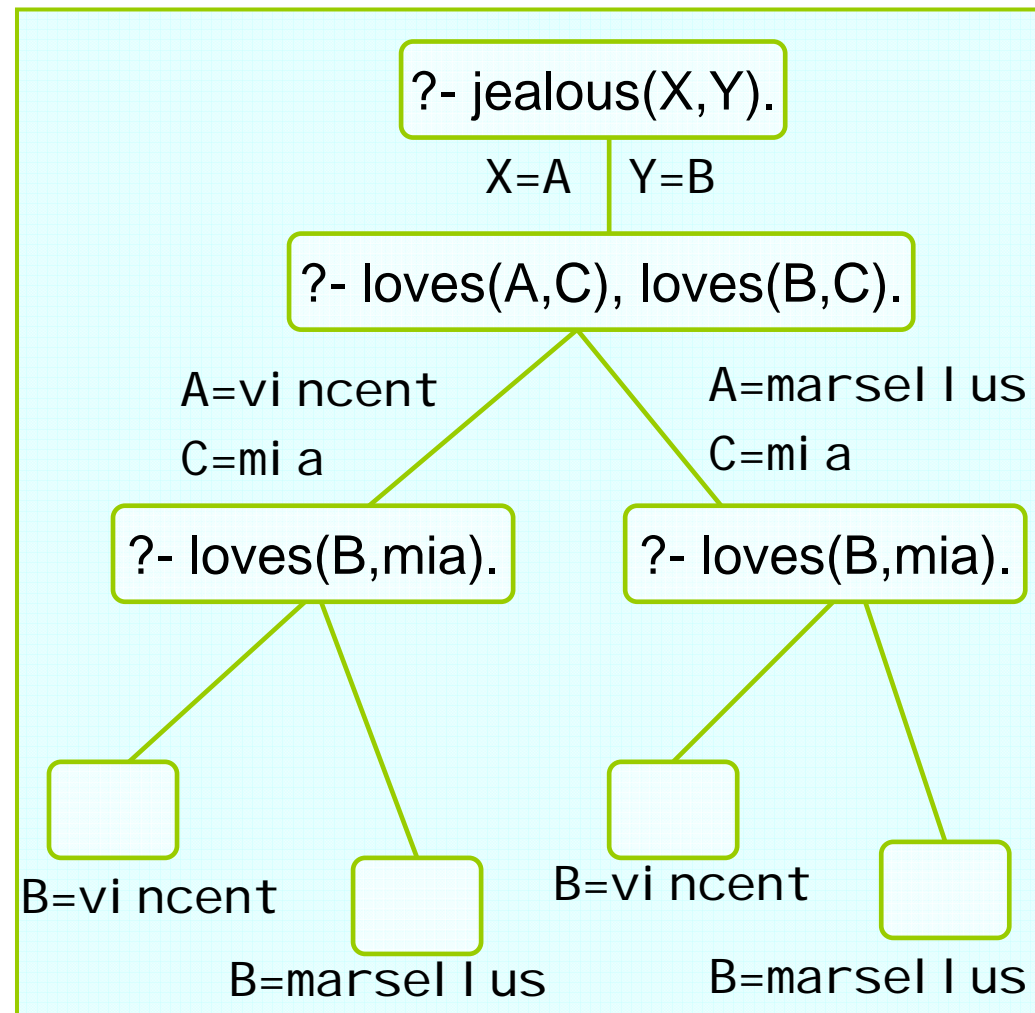 ?- jealous(X,Y).
X=A Y=B
?- loves(A,C), loves(B,C).
A=vincent A=marsellus
C=mia C=mia
?- loves(B,mia). ?- loves(B,mia).
B=vincent B=vincent
B=marsellus B=marsellus